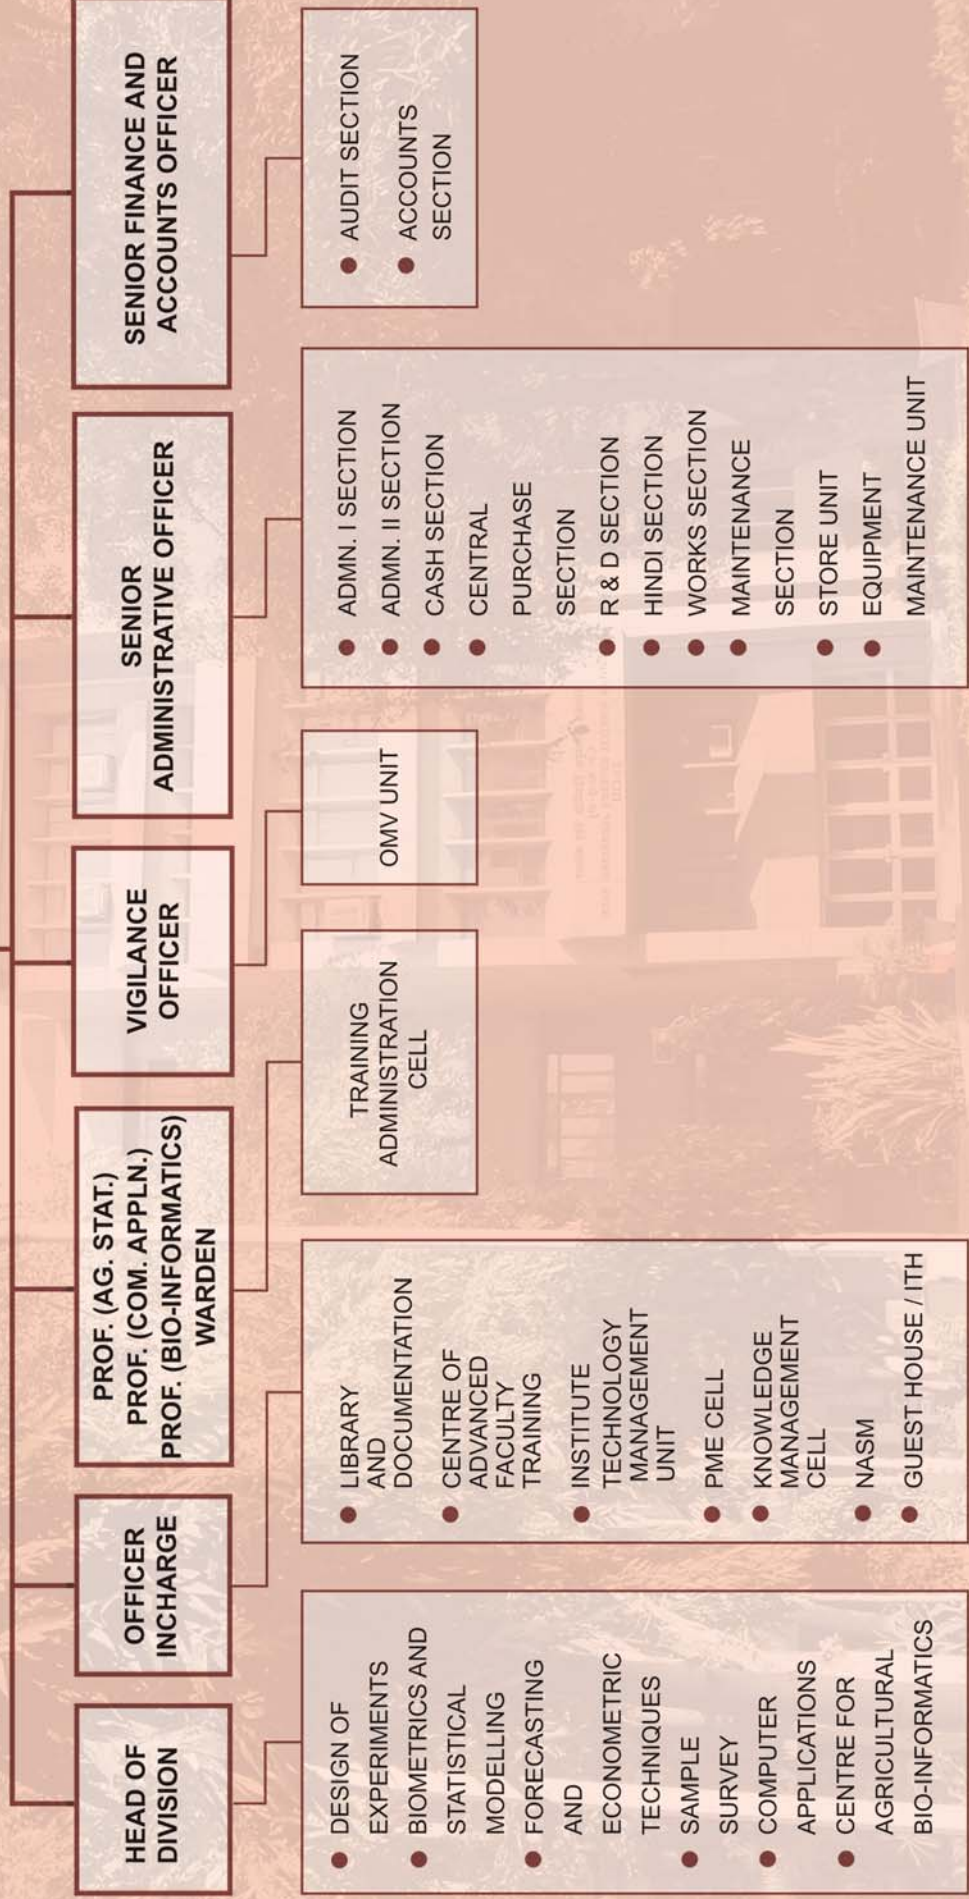 HEAD OF
DIVISION
DESIGN OF
EXPERIMENTS
BIOMETRICS AND
STATISTICAL
MODELLING
FORECASTING
AND
ECONOMETRIC
TECHNIQUES
SAMPLE
SURVEY
COMPUTER
APPLICATIONS
CENTRE FOR
AGRICULTURAL
BIO-INFORMATICS
OFFICER
INCHARGE
LIBRARY
AND
DOCUMENTATION
CENTRE OF
ADVANCED
FACULTY
TRAINING
INSTITUTE
TECHNOLOGY
MANAGEMENT
UNIT
PME CELL
KNOWLEDGE
MANAGEMENT
CELL
NASM
GUEST HOUSE / ITH
PROF. (AG. STAT.)
PROF. (COM. APPLN.)
PROF. (BIO-INFORMATICS)
WARDEN
TRAINING
ADMINISTRATION
CELL
VIGILANCE
OFFICER
OMV UNIT
SENIOR
ADMINISTRATIVE OFFICER
ADMN. I SECTION
ADMN. II SECTION
CASH SECTION
CENTRAL
PURCHASE
SECTION
R & D SECTION
HINDI SECTION
WORKS SECTION
MAINTENANCE
SECTION
STORE UNIT
EQUIPMENT
MAINTENANCE UNIT
SENIOR FINANCE AND
ACCOUNTS OFFICER
AUDIT SECTION
ACCOUNTS
SECTION